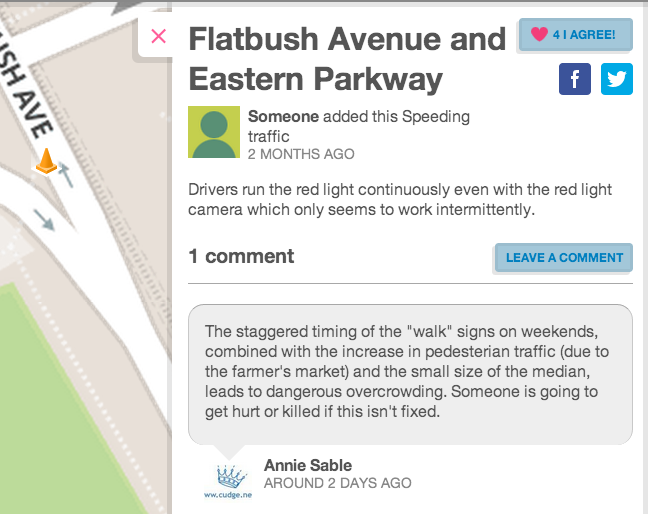 USH AVE
Flatbush Avenue and
4 I AGREE!
Eastern Parkway
f
Someone added this Speeding
traffic
2 MONTHS AGO
Drivers run the red light continuously even with the red light
camera which only seems to work intermittently.
1 comment
LEAVE A COMMENT
The staggered timing of the "walk" signs on weekends,
combined with the increase in pedesterian traffic (due to
the farmer's market) and the small size of the median,
leads to dangerous overcrowding. Someone is going to
get hurt or killed if this isn't fixed.
Annie Sable
AROUND 2 DAYS AGO
ww.cudge.ne